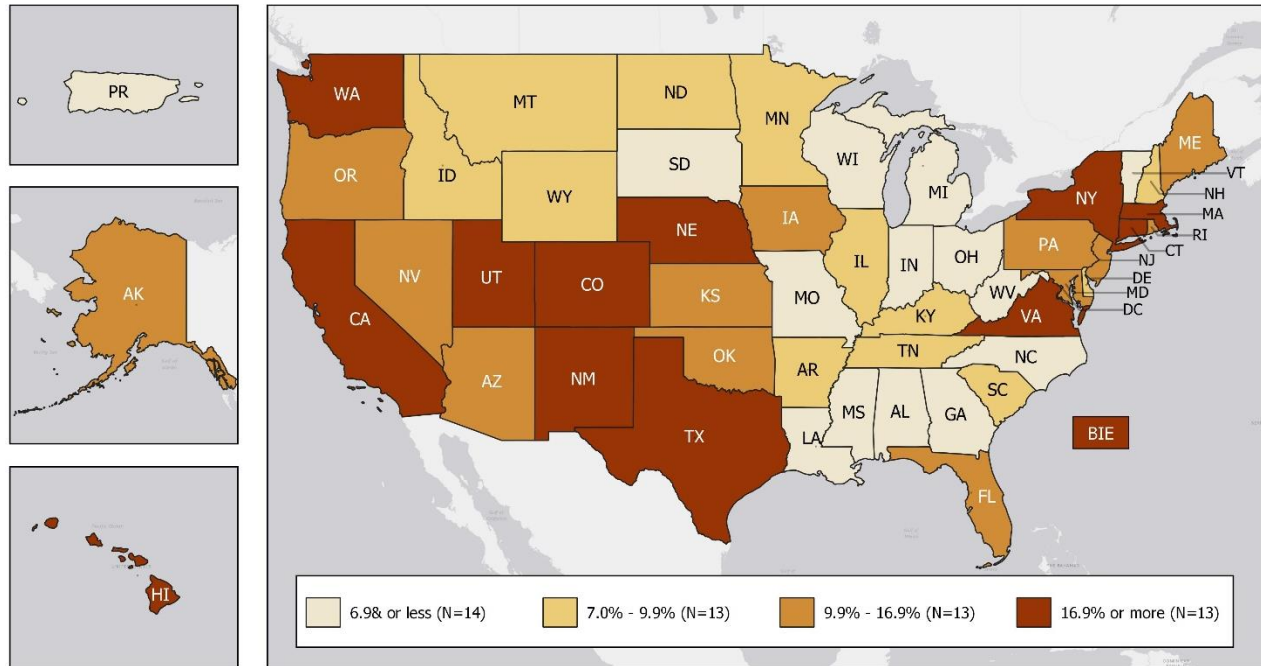 PR
AK
HI
WA
MT
ND
MN
OR
ID
WY
SD
WI
MI
ME
VT
NH
NY
MA
RI
CT
NV
UT
CO
NE
IA
IL
IN
OH
PA
NJ
DE
MD
DC
CA
KS
MO
KY
WV
VA
AZ
NM
OK
AR
TN
NC
SC
TX
LA
MS
AL
GA
FL
BIE
6.9& or less (N=14)
7.0% - 9.9% (N=13)
9.9% - 16.9% (N=13)
16.9% or more (N=13)